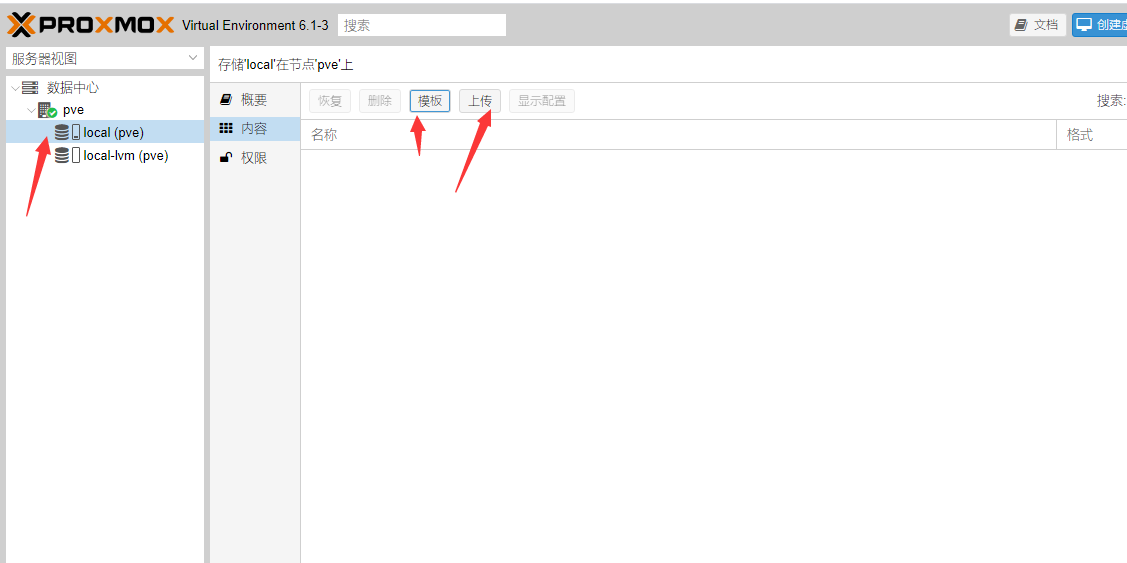 PROXMOX Virtual Environment 6.1-3 搜索 文档 创建虚
服务器视图
存储'local'在节点'pve'上
数据中心
pve
local (pve)
local-lvm (pve)
概要
内容
权限
恢复 删除 模板 上传 显示配置 搜索:
名称 格式